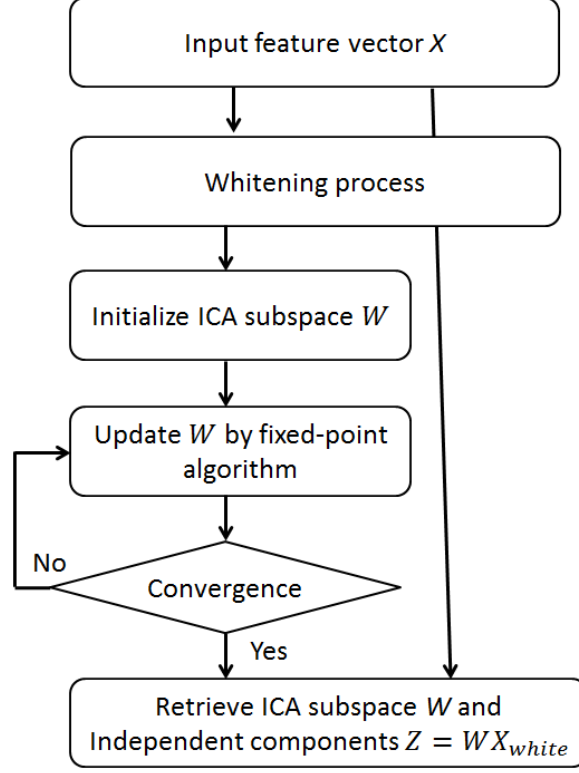 Input feature vector X
Whitening process
Initialize ICA subspace W
Update W by fixed-point
algorithm
No
Convergence
Yes
Retrieve ICA subspace W and
Independent components Z = WX_white